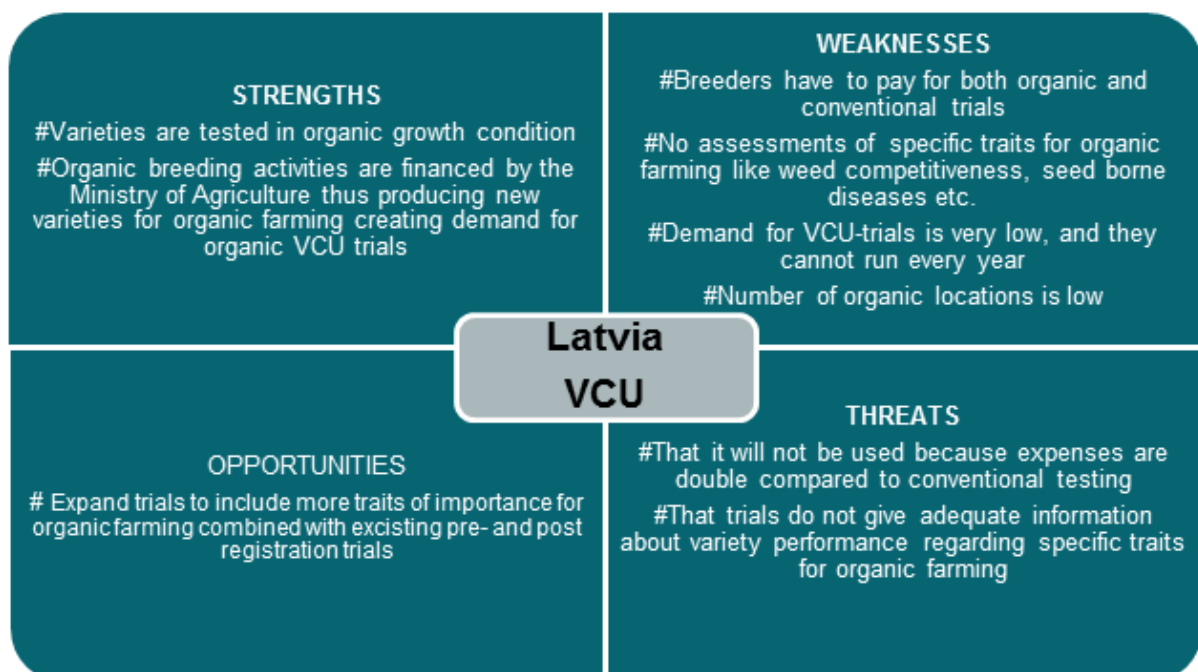 STRENGTHS
#Varieties are tested in organic growth condition
#Organic breeding activities are financed by the
Ministry of Agriculture thus producing new
varieties for organic farming creating demand for
organic VCU trials
WEAKNESSES
#Breeders have to pay for both organic and
conventional trials
#No assessments of specific traits for organic
farming like weed competitiveness, seed borne
diseases etc.
#Demand for VCU-trials is very low, and they
cannot run every year
#Number of organic locations is low
Latvia
VCU
OPPORTUNITIES
# Expand trials to include more traits of importance for
organic farming combined with excisting pre- and post
registration trials
THREATS
#That it will not be used because expenses are
double compared to conventional testing
#That trials do not give adequate information
about variety performance regarding specific traits
for organic farming